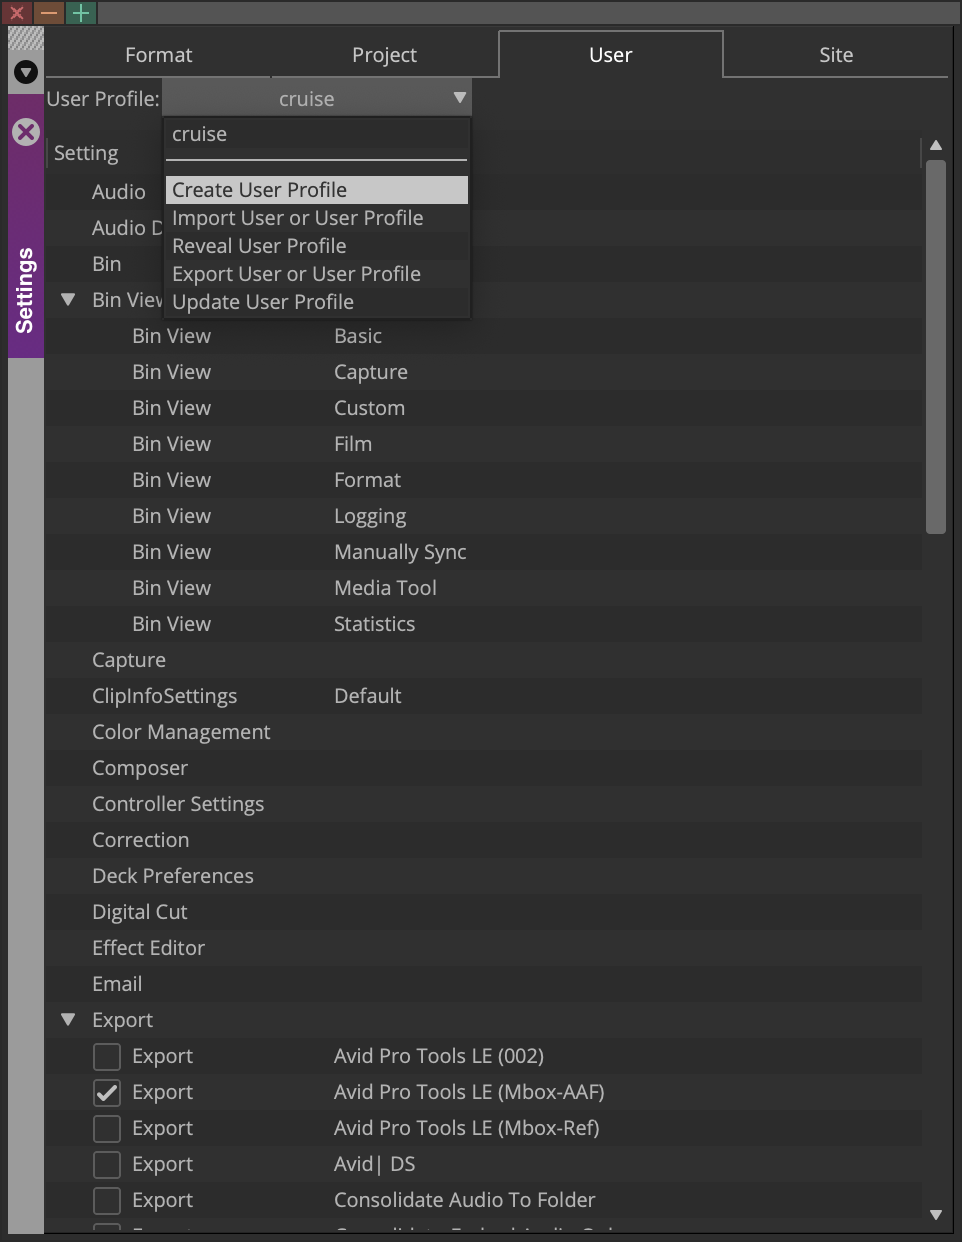 Format Project User Site
User Profile: cruise
cruise
Setting
Create User Profile
Audio
Import User or User Profile
Audio D
Reveal User Profile
Bin
Export User or User Profile
Bin View
Update User Profile
Settings
Bin View Basic
Bin View Capture
Bin View Custom
Bin View Film
Bin View Format
Bin View Logging
Bin View Manually Sync
Bin View Media Tool
Bin View Statistics
Capture
ClipInfoSettings Default
Color Management
Composer
Controller Settings
Correction
Deck Preferences
Digital Cut
Effect Editor
Email
Export
Export Avid Pro Tools LE (002)
Export Avid Pro Tools LE (Mbox-AAF)
Export Avid Pro Tools LE (Mbox-Ref)
Export Avid| DS
Export Consolidate Audio To Folder